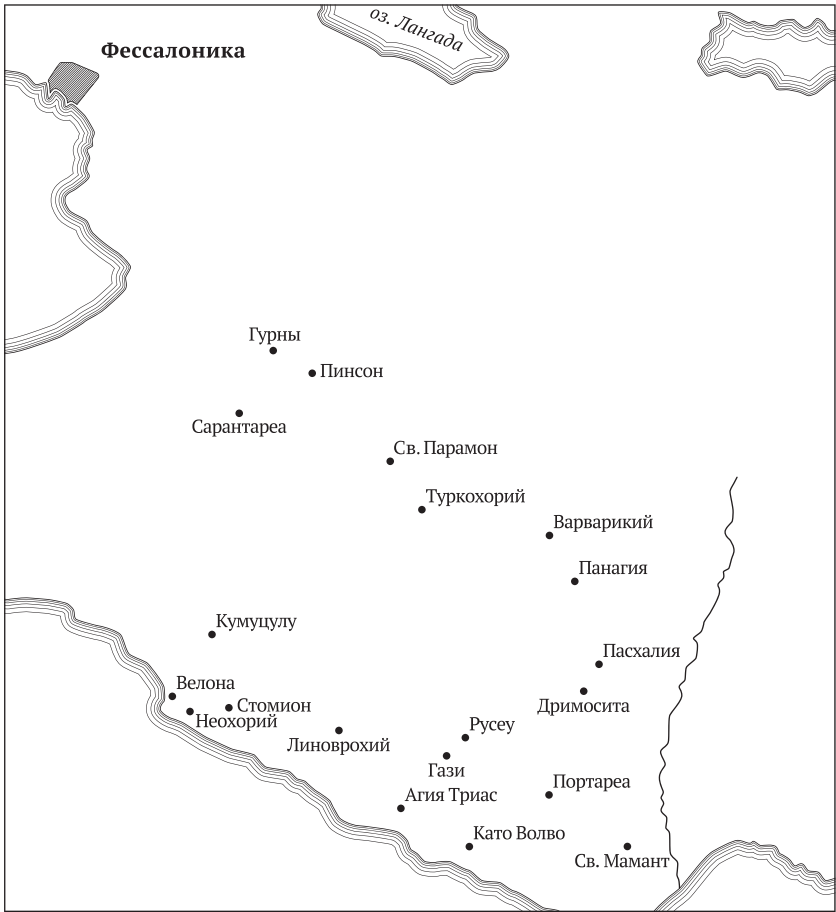 оз. Лангада
Фессалоника
Гурны
Пинсон
Сарантареа
Св. Парамон
Туркохорий
Варварикий
Панагия
Кумуцулу
Пасхалия
Велона
Стомион
Дримосита
Неохорий
Русеу
Линоврохий
Гази
Портареа
Агия Триас
Като Волво
Св. Мамант